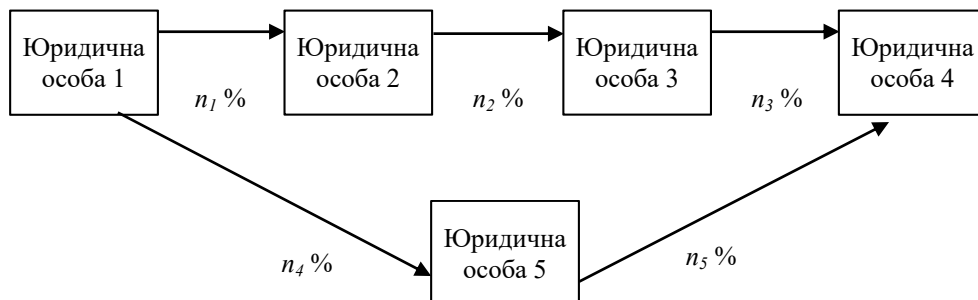 Юридична
особа 1
Юридична
особа 2
Юридична
особа 3
Юридична
особа 4
n1 %
n2 %
n3 %
Юридична
особа 5
n4 %
n5 %